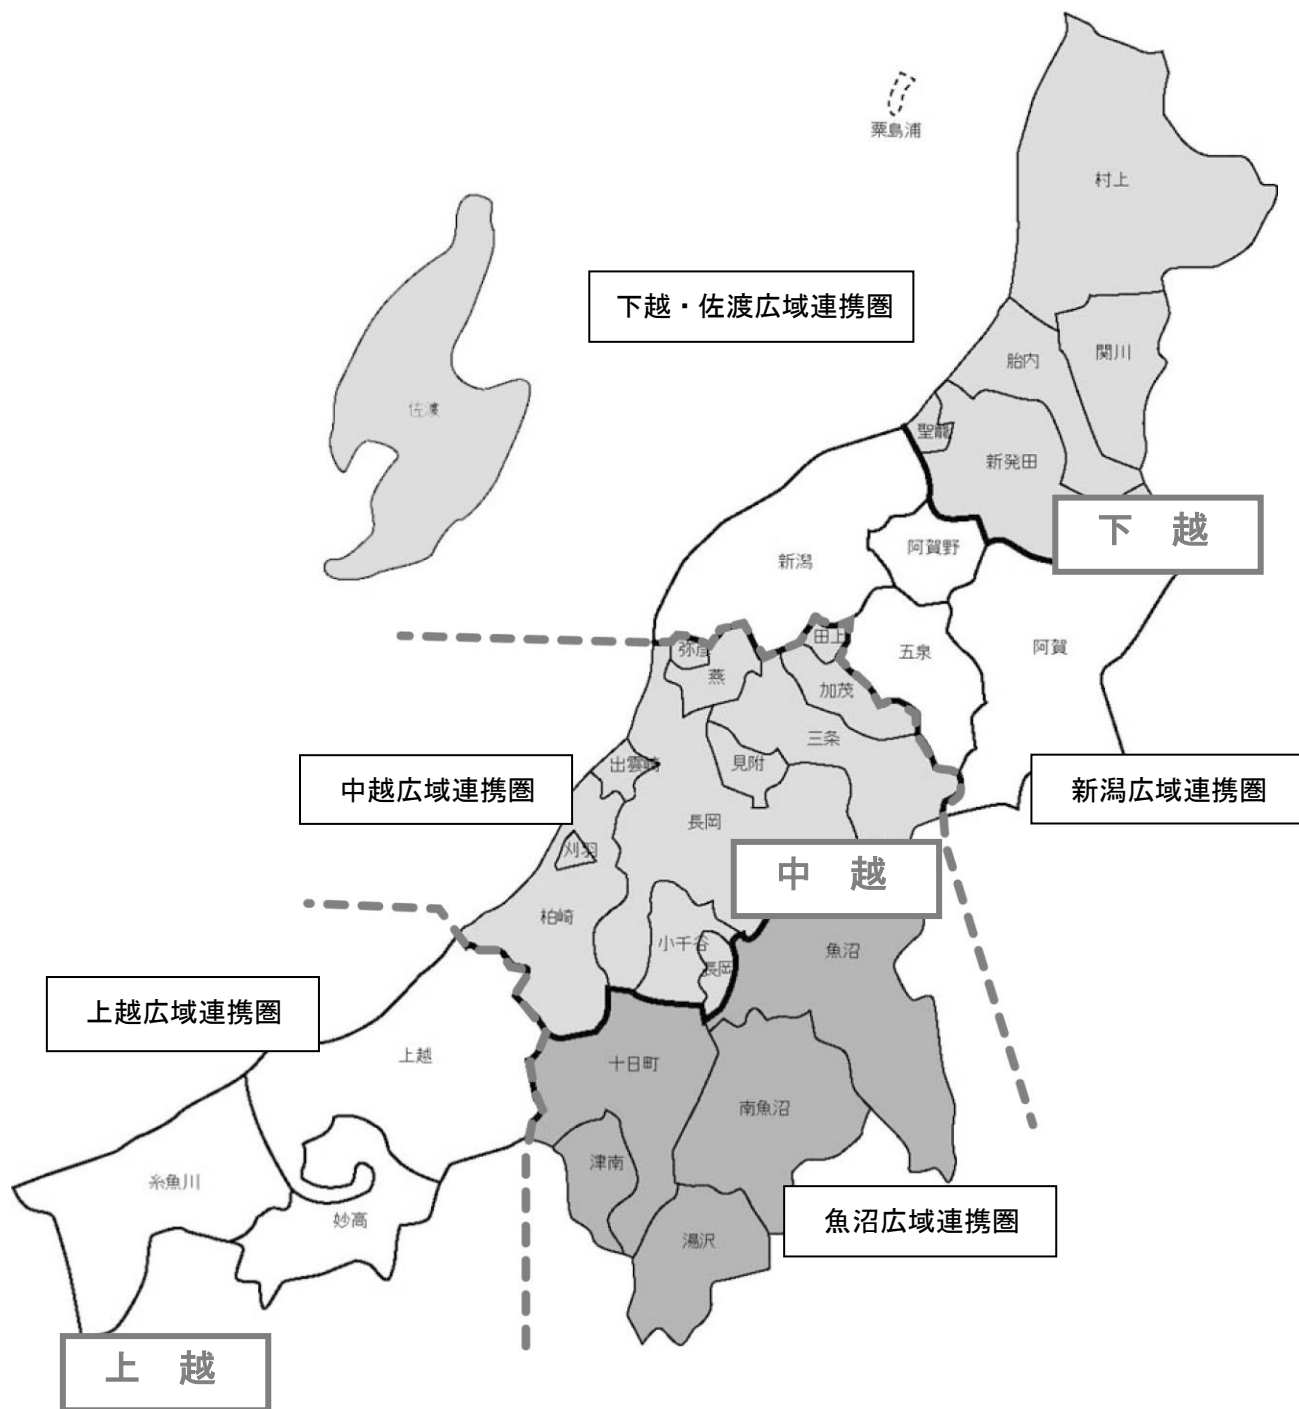 粟島浦
村上
下越・佐渡広域連携圏
関川
胎内
佐渡
聖籠
新発田
下 越
阿賀野
新潟
田上
弥彦
五泉
阿賀
燕
加茂
三条
出雲崎
見附
中越広域連携圏
新潟広域連携圏
長岡
刈羽
中 越
柏崎
小千谷
魚沼
長岡
上越広域連携圏
上越
十日町
南魚沼
津南
糸魚川
妙高
魚沼広域連携圏
湯沢
上 越